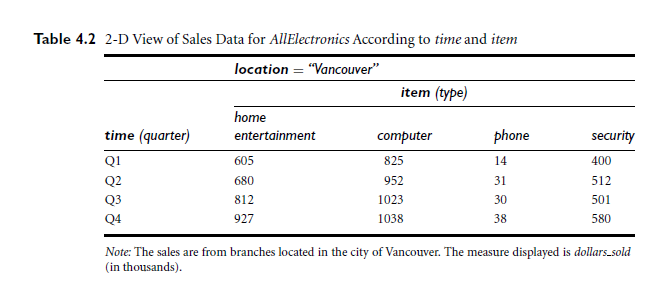 Table 4.2 2-D View of Sales Data for AllElectronics According to time and item
location = “Vancouver”
item (type)
home
time (quarter) entertainment computer phone security
Q1 605 825 14 400
Q2 680 952 31 512
Q3 812 1023 30 501
Q4 927 1038 38 580
Note: The sales are from branches located in the city of Vancouver. The measure displayed is dollars_sold
(in thousands).